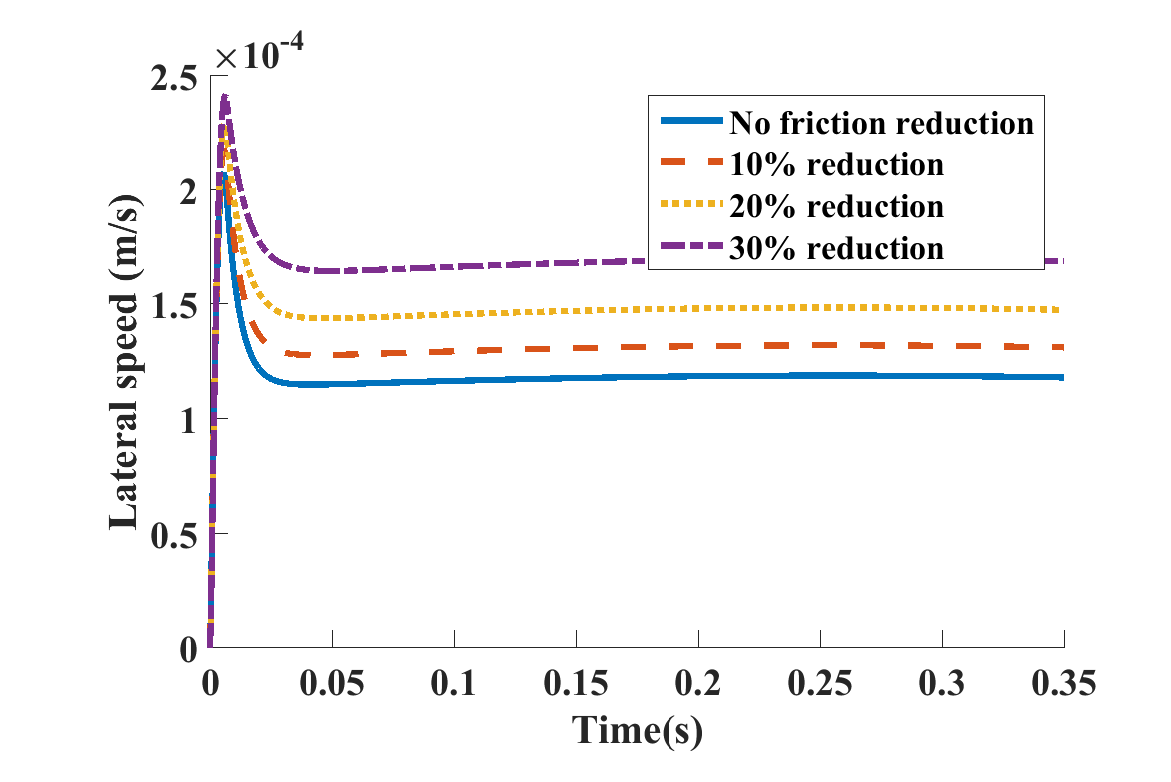 ×10-4
2.5
2
1.5
1
0.5
0
Lateral speed (m/s)
No friction reduction
10% reduction
20% reduction
30% reduction
0 0.05 0.1 0.15 0.2 0.25 0.3 0.35
Time(s)